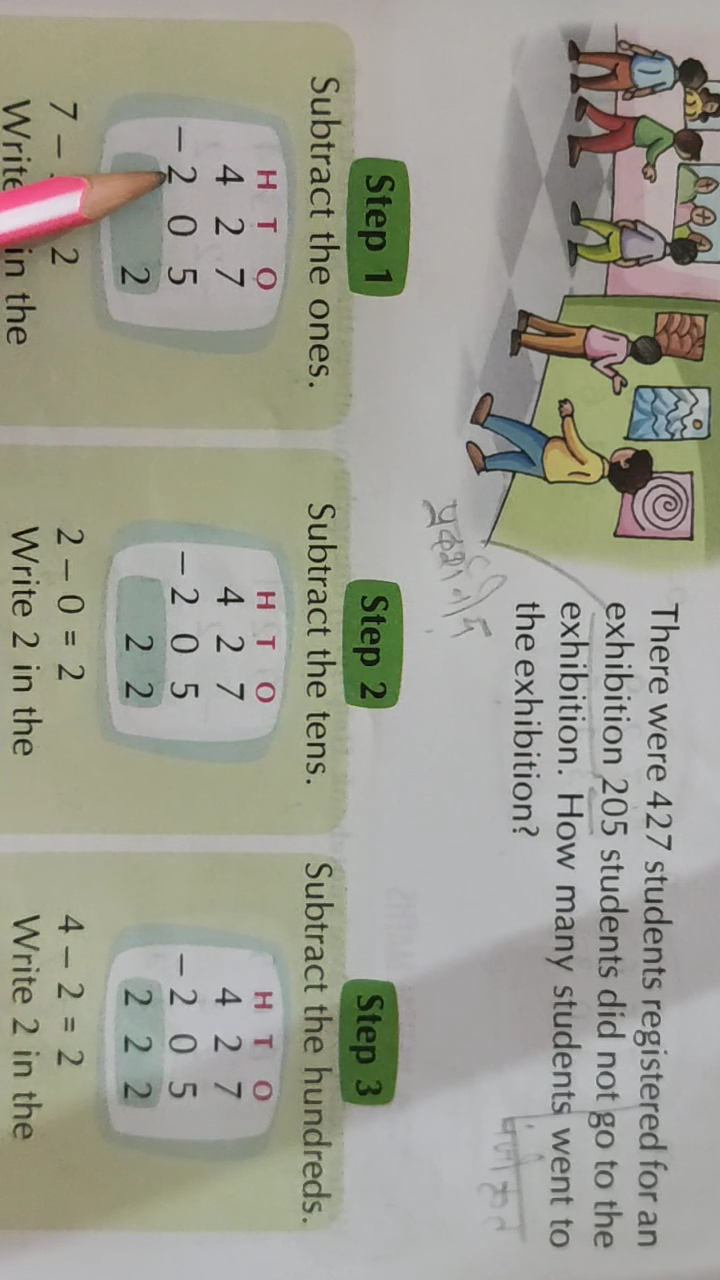 There were 427 students registered for an
exhibition 205 students did not go to the
exhibition. How many students went to
the exhibition?
Step 1
Subtract the ones.
H T O
4 2 7
− 2 0 5
2
7 − 2
Write in the
Step 2
Subtract the tens.
H T O
4 2 7
− 2 0 5
2 2
2 − 0 = 2
Write 2 in the
Step 3
Subtract the hundreds.
H T O
4 2 7
− 2 0 5
2 2 2
4 − 2 = 2
Write 2 in the